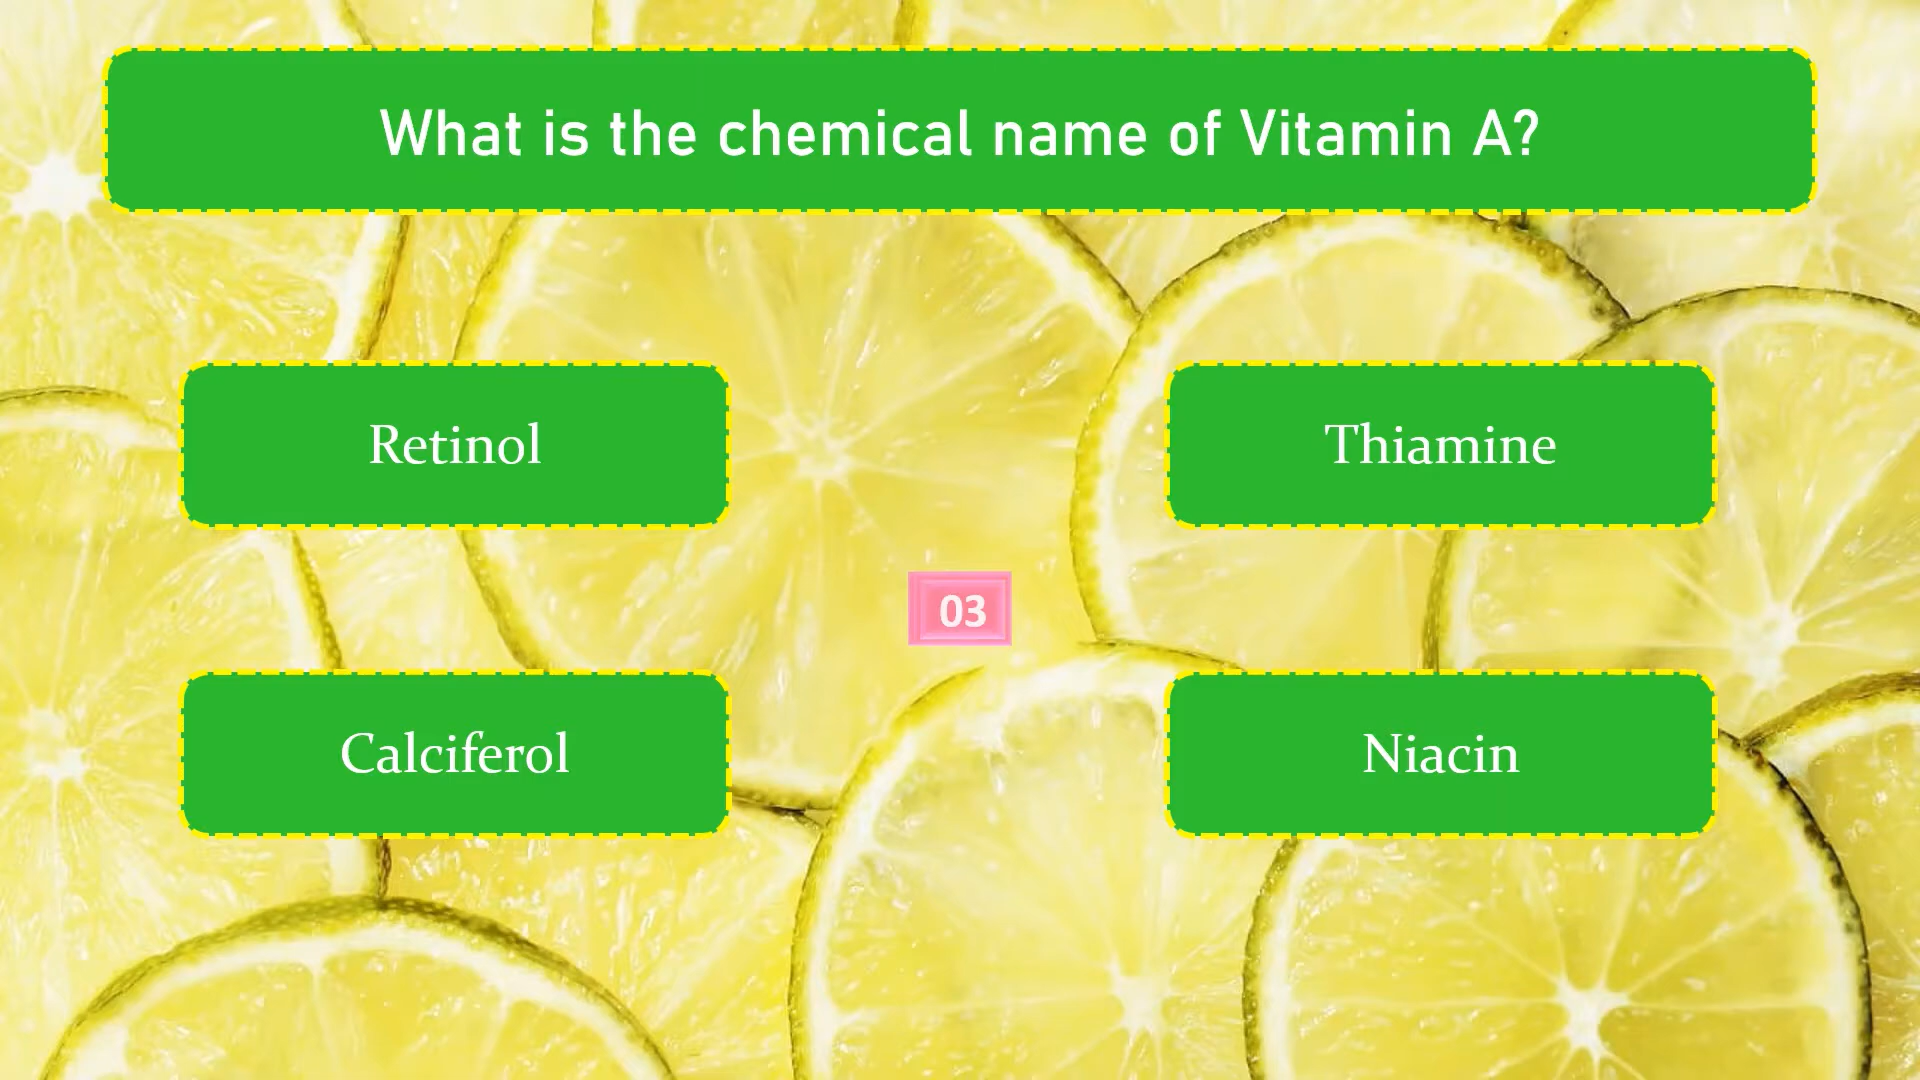 What is the chemical name of Vitamin A?
Retinol
Thiamine
03
Calciferol
Niacin